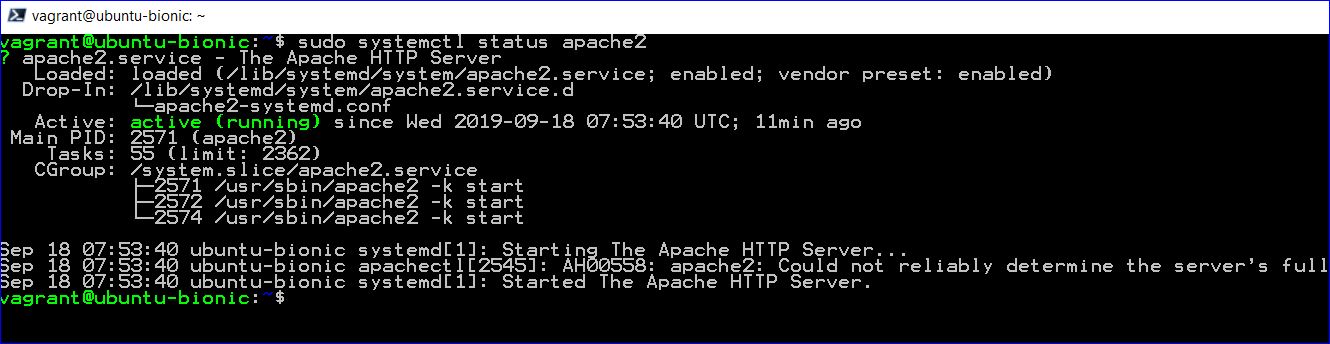 vagrant@ubuntu-bionic: ~
vagrant@ubuntu-bionic:~$ sudo systemctl status apache2
? apache2.service - The Apache HTTP Server
   Loaded: loaded (/lib/systemd/system/apache2.service; enabled; vendor preset: enabled)
  Drop-In: /lib/systemd/system/apache2.service.d
           └─apache2-systemd.conf
   Active: active (running) since Wed 2019-09-18 07:53:40 UTC; 11min ago
 Main PID: 2571 (apache2)
    Tasks: 55 (limit: 2362)
   CGroup: /system.slice/apache2.service
           ├─2571 /usr/sbin/apache2 -k start
           ├─2572 /usr/sbin/apache2 -k start
           └─2574 /usr/sbin/apache2 -k start
Sep 18 07:53:40 ubuntu-bionic systemd[1]: Starting The Apache HTTP Server...
Sep 18 07:53:40 ubuntu-bionic apachectl[2545]: AH00558: apache2: Could not reliably determine the server's full
Sep 18 07:53:40 ubuntu-bionic systemd[1]: Started The Apache HTTP Server.
vagrant@ubuntu-bionic:~$